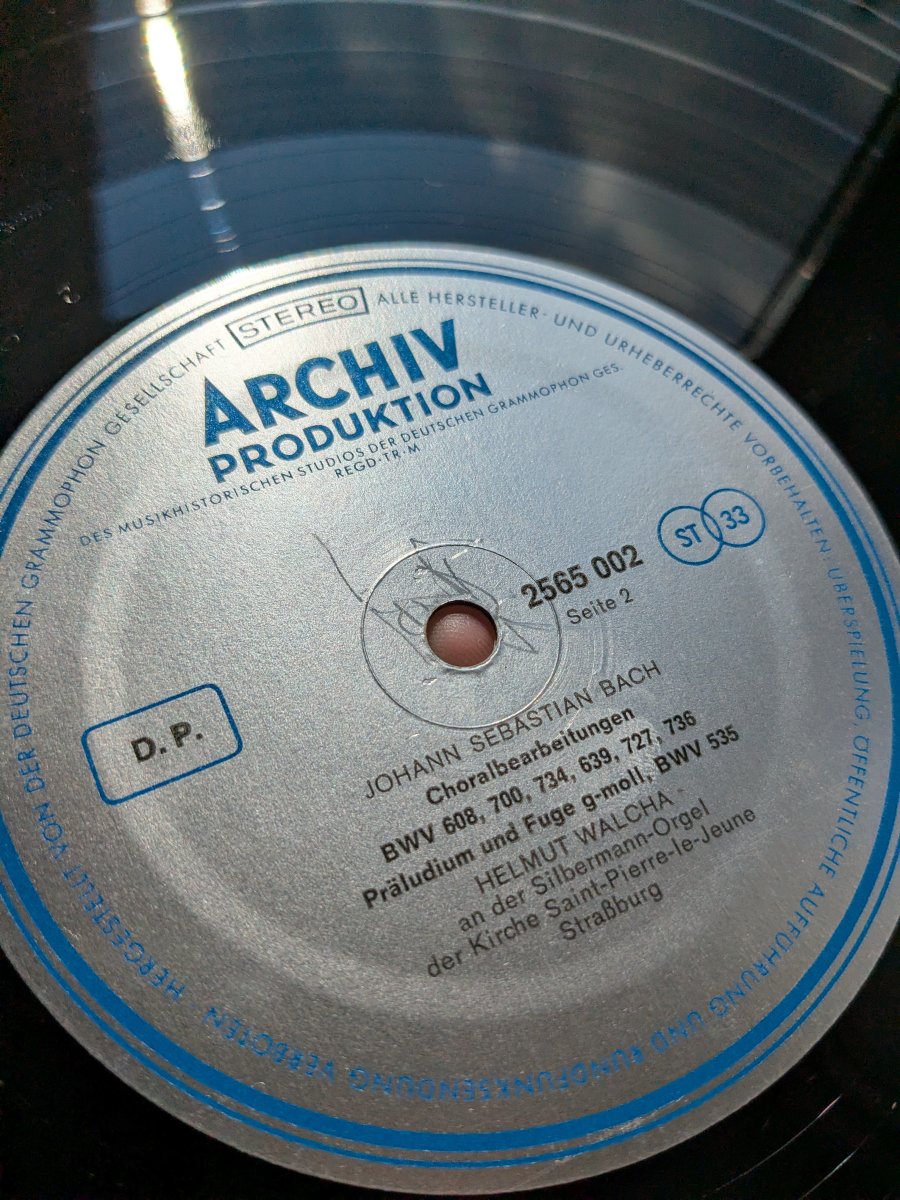 STEREO
ARCHIV
PRODUKTION
DES MUSIKHISTORISCHEN STUDIOS DER DEUTSCHEN GRAMMOPHON GES.
REGD·TR·M
2565 002
Seite 2
ST 33
D. P.
JOHANN SEBASTIAN BACH
Choralbearbeitungen
BWV 608, 700, 734, 639, 727, 736
Präludium und Fuge g-moll, BWV 535
HELMUT WALCHA -
an der Silbermann-Orgel
der Kirche Saint-Pierre-le-Jeune
Straßburg
ALLE HERSTELLER- UND URHEBERRECHTE VORBEHALTEN. ÜBERSPIELUNG, ÖFFENTLICHE AUFFÜHRUNG UND RUNDFUNKSENDUNG VERBOTEN · HERGESTELLT VON DER DEUTSCHEN GRAMMOPHON GESELLSCHAFT